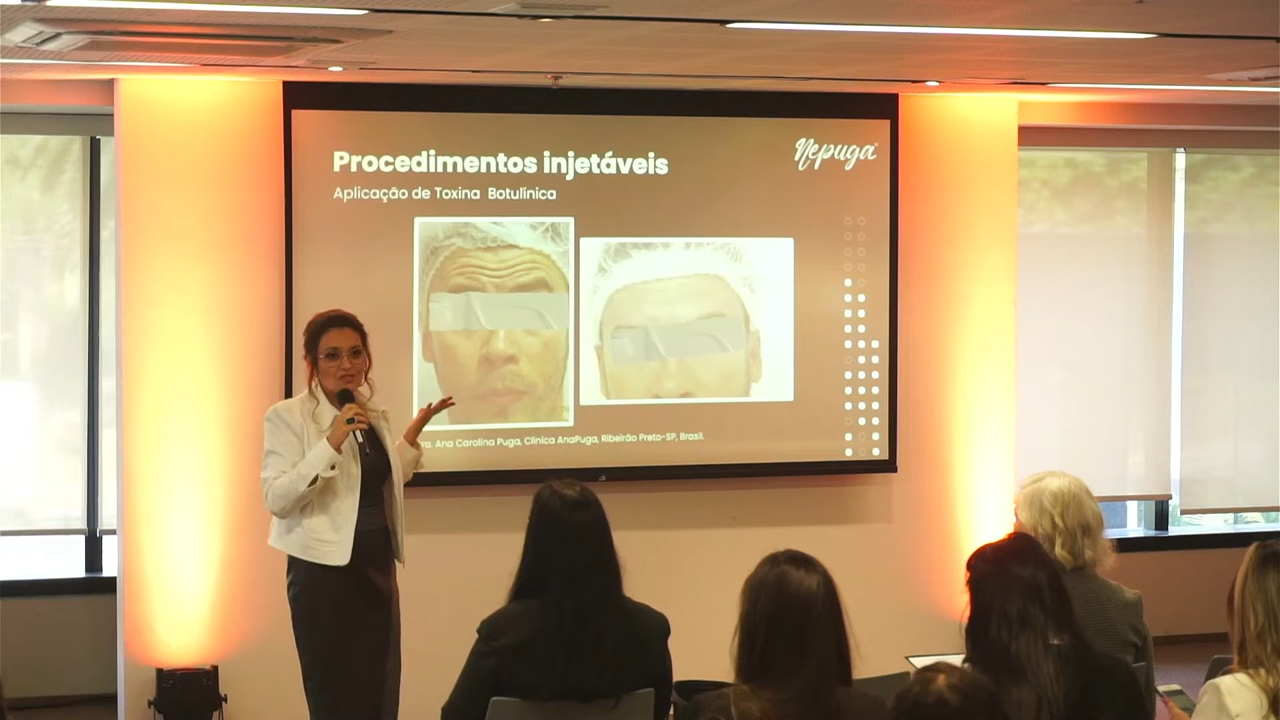 Procedimentos injetáveis
Nepuga
Aplicação de Toxina Botulínica
Ana Carolina Puga, Clínica AnaPuga, Ribeirão Preto-SP, Brasil.